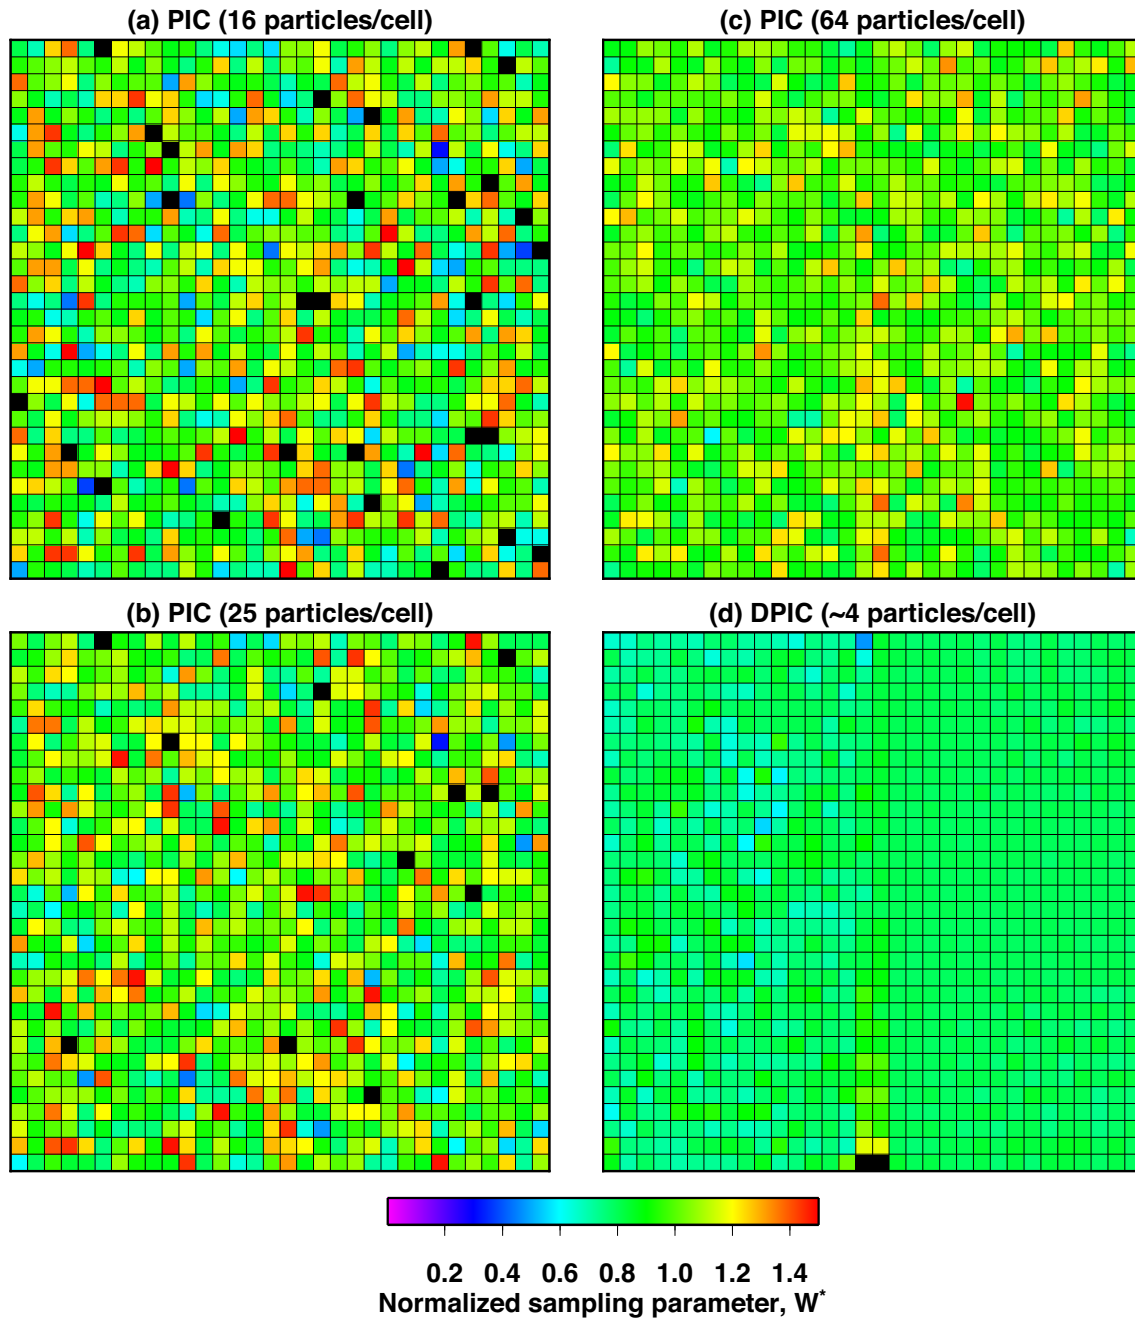 (a) PIC (16 particles/cell)
(c) PIC (64 particles/cell)
(b) PIC (25 particles/cell)
(d) DPIC (~4 particles/cell)
0.2 0.4 0.6 0.8 1.0 1.2 1.4
Normalized sampling parameter, W*